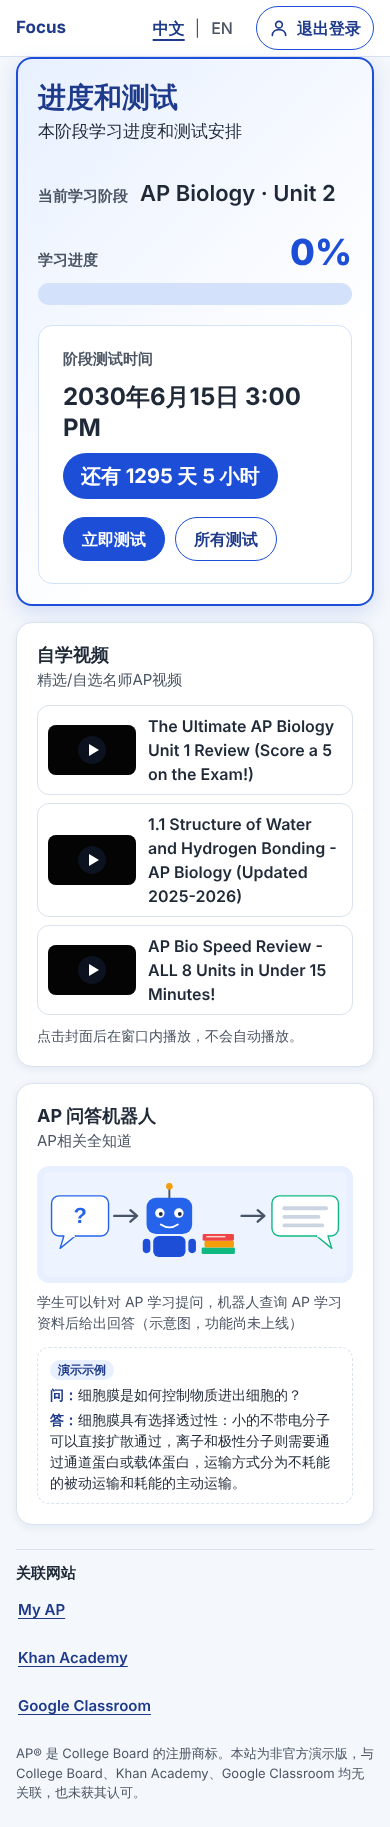 Focus
中文 | EN
退出登录
进度和测试
本阶段学习进度和测试安排
当前学习阶段 AP Biology · Unit 2
学习进度 0%
阶段测试时间
2030年6月15日 3:00
PM
还有 1295 天 5 小时
立即测试 所有测试
自学视频
精选/自选名师AP视频
The Ultimate AP Biology
Unit 1 Review (Score a 5
on the Exam!)
1.1 Structure of Water
and Hydrogen Bonding -
AP Biology (Updated
2025-2026)
AP Bio Speed Review -
ALL 8 Units in Under 15
Minutes!
点击封面后在窗口内播放，不会自动播放。
AP 问答机器人
AP相关全知道
?
学生可以针对 AP 学习提问，机器人查询 AP 学习
资料后给出回答（示意图，功能尚未上线）
演示示例
问：细胞膜是如何控制物质进出细胞的？
答：细胞膜具有选择透过性：小的不带电分子
可以直接扩散通过，离子和极性分子则需要通
过通道蛋白或载体蛋白，运输方式分为不耗能
的被动运输和耗能的主动运输。
关联网站
My AP
Khan Academy
Google Classroom
AP® 是 College Board 的注册商标。本站为非官方演示版，与
College Board、Khan Academy、Google Classroom 均无
关联，也未获其认可。